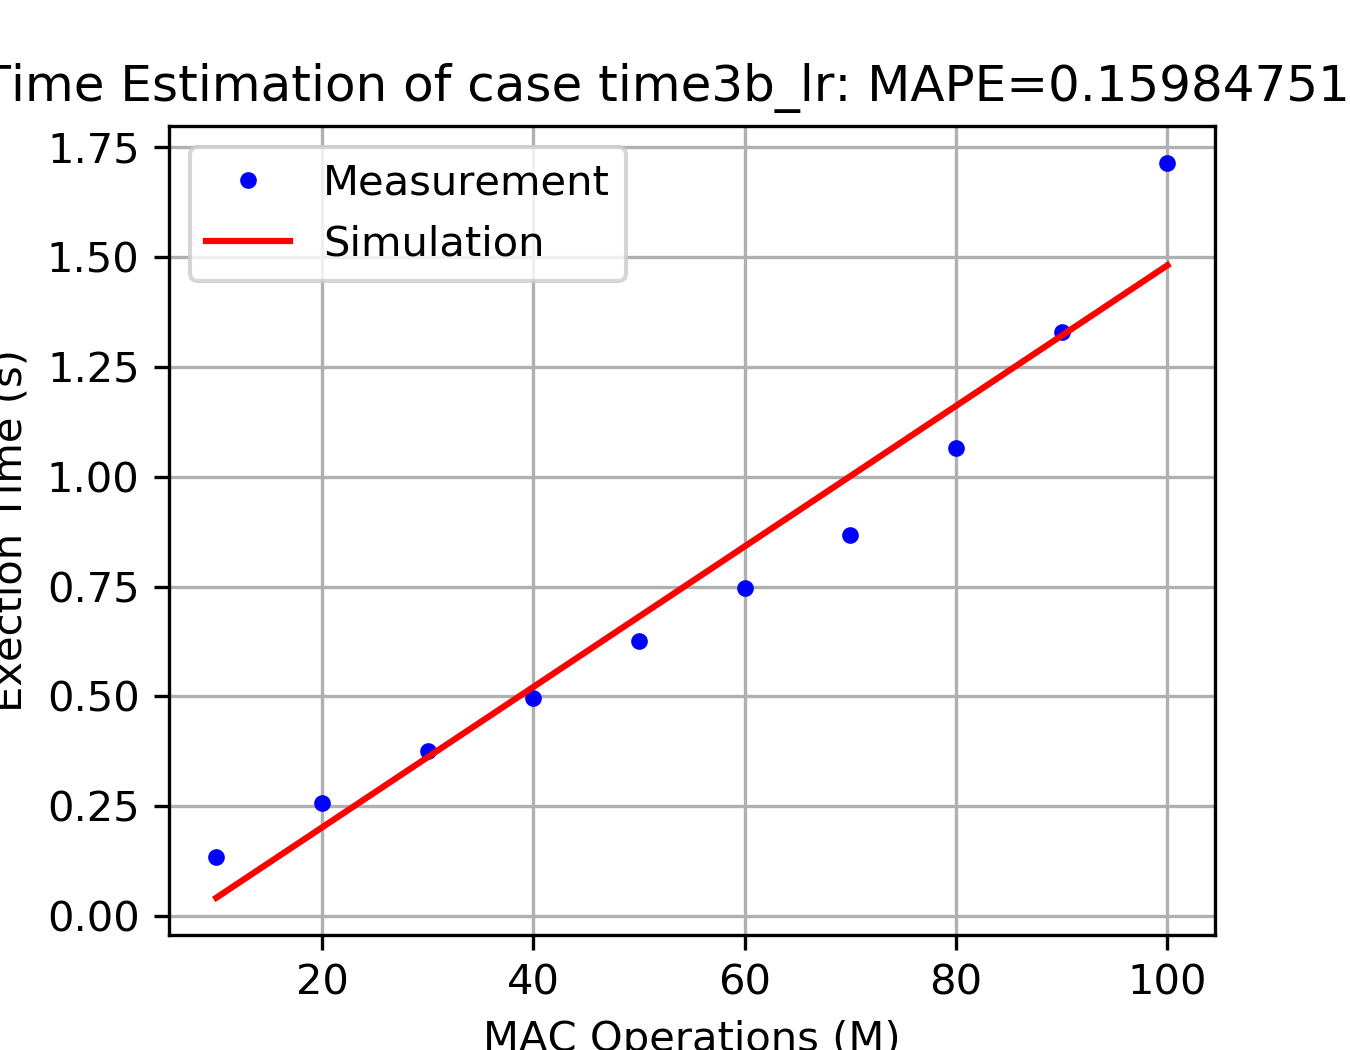 Time Estimation of case time3b_lr: MAPE=0.15984751
1.75
1.50
1.25
1.00
0.75
0.50
0.25
0.00
Measurement
Simulation
Exection Time (s)
20 40 60 80 100
MAC Operations (M)